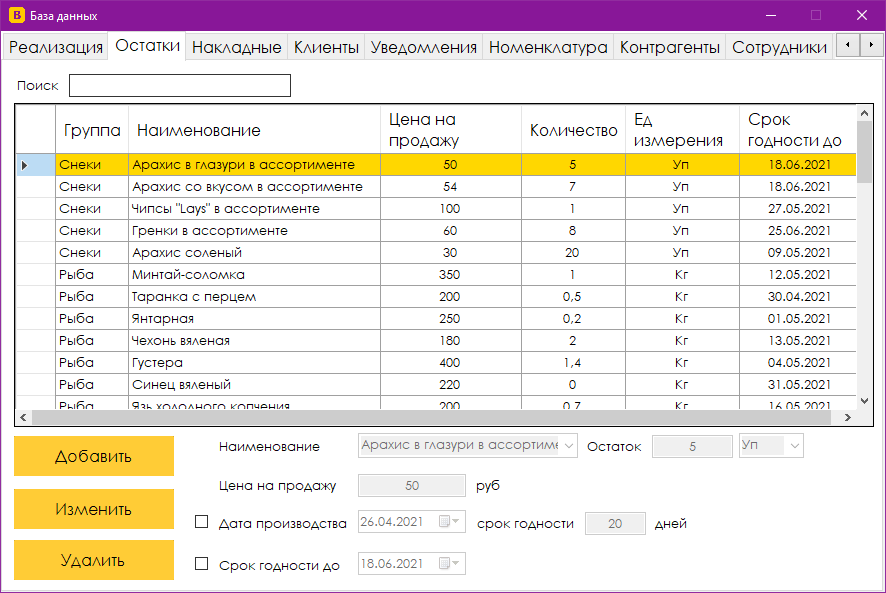 В База данных
Реализация Остатки Накладные Клиенты Уведомления Номенклатура Контрагенты Сотрудники
Поиск
Группа Наименование Цена на продажу Количество Ед измерения Срок годности до
Снеки Арахис в глазури в ассортименте 50 5 Уп 18.06.2021
Снеки Арахис со вкусом в ассортименте 54 7 Уп 18.06.2021
Снеки Чипсы "Lays" в ассортименте 100 1 Уп 27.05.2021
Снеки Гренки в ассортименте 60 8 Уп 25.06.2021
Снеки Арахис соленый 30 20 Уп 09.05.2021
Рыба Минтай-соломка 350 1 Кг 12.05.2021
Рыба Таранка с перцем 200 0,5 Кг 30.04.2021
Рыба Янтарная 250 0,2 Кг 01.05.2021
Рыба Чехонь вяленая 180 2 Кг 13.05.2021
Рыба Густера 400 1,4 Кг 04.05.2021
Рыба Синец вяленый 220 0 Кг 31.05.2021
Рыба Язь холодного копчения 200 0,7 Кг 16.05.2021
Добавить Наименование Арахис в глазури в ассортиме Остаток 5 Уп
Цена на продажу 50 руб
Изменить Дата производства 26.04.2021 срок годности 20 дней
Удалить Срок годности до 18.06.2021